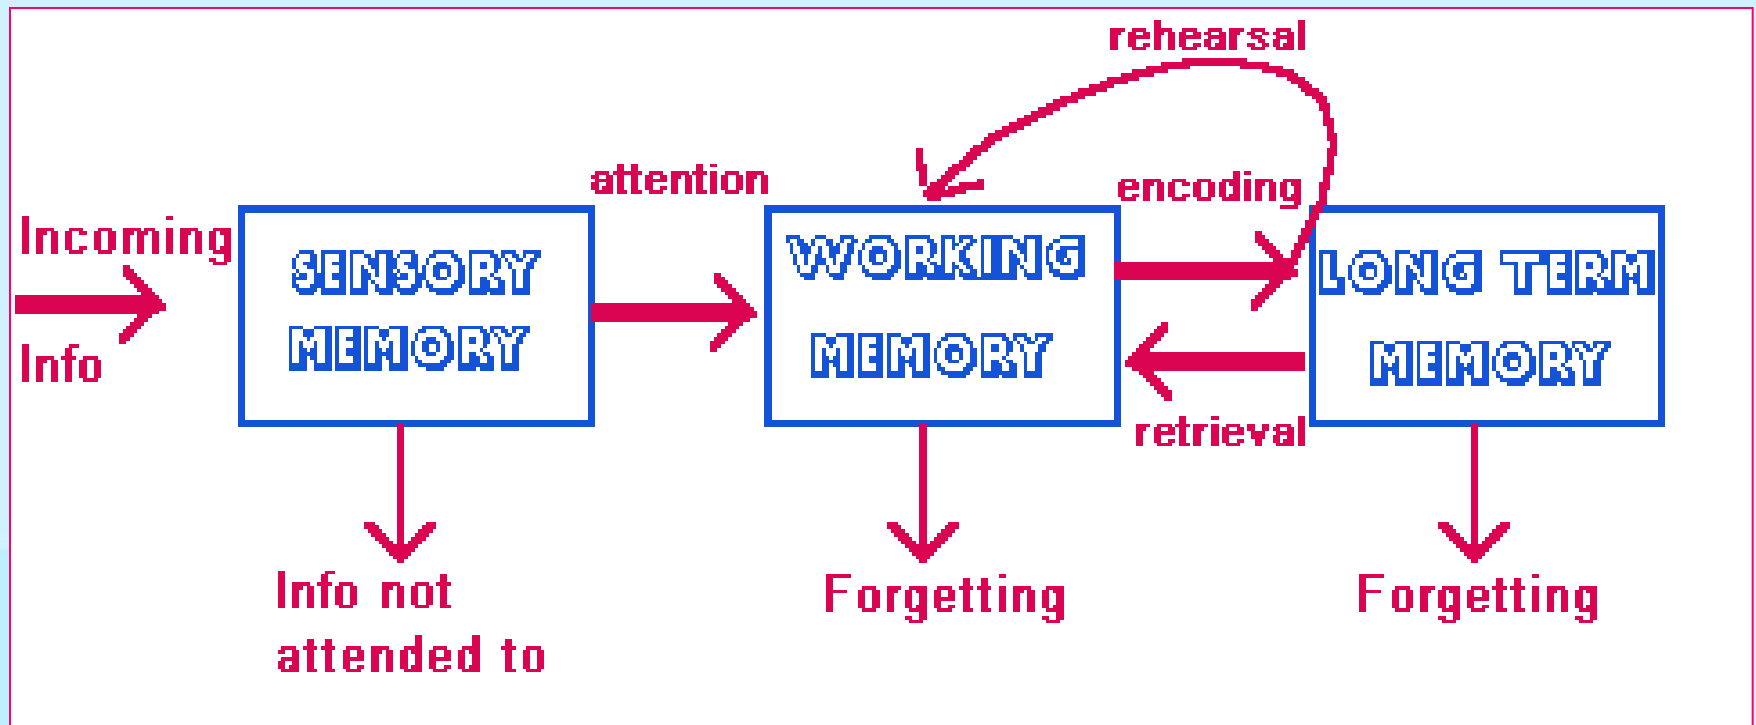 rehearsal
attention
encoding
Incoming
Info
SENSORY
MEMORY
WORKING
MEMORY
LONG TERM
MEMORY
retrieval
Info not
attended to
Forgetting
Forgetting